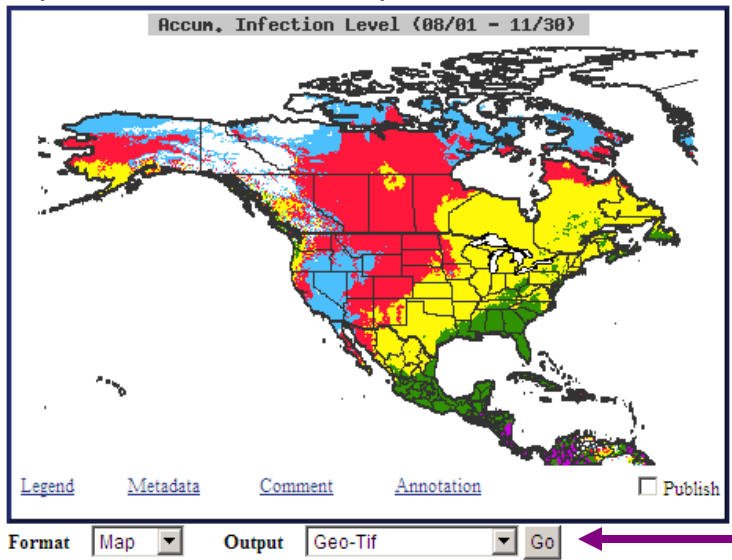 Accum. Infection Level (08/01 - 11/30)
Legend Metadata Comment Annotation Publish
Format Map Output Geo-Tif Go